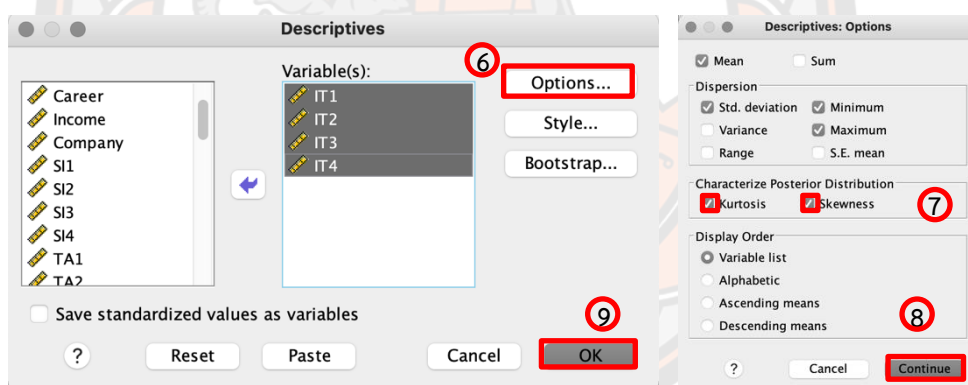 Descriptives
Variable(s):
6
Career
Income
Company
SI1
SI2
SI3
SI4
TA1
TA2
IT1
IT2
IT3
IT4
Options...
Style...
Bootstrap...
Save standardized values as variables
9
? Reset Paste Cancel OK
Descriptives: Options
Mean Sum
Dispersion
Std. deviation Minimum
Variance Maximum
Range S.E. mean
Characterize Posterior Distribution
Kurtosis Skewness 7
Display Order
Variable list
Alphabetic
Ascending means
Descending means
8
? Cancel Continue